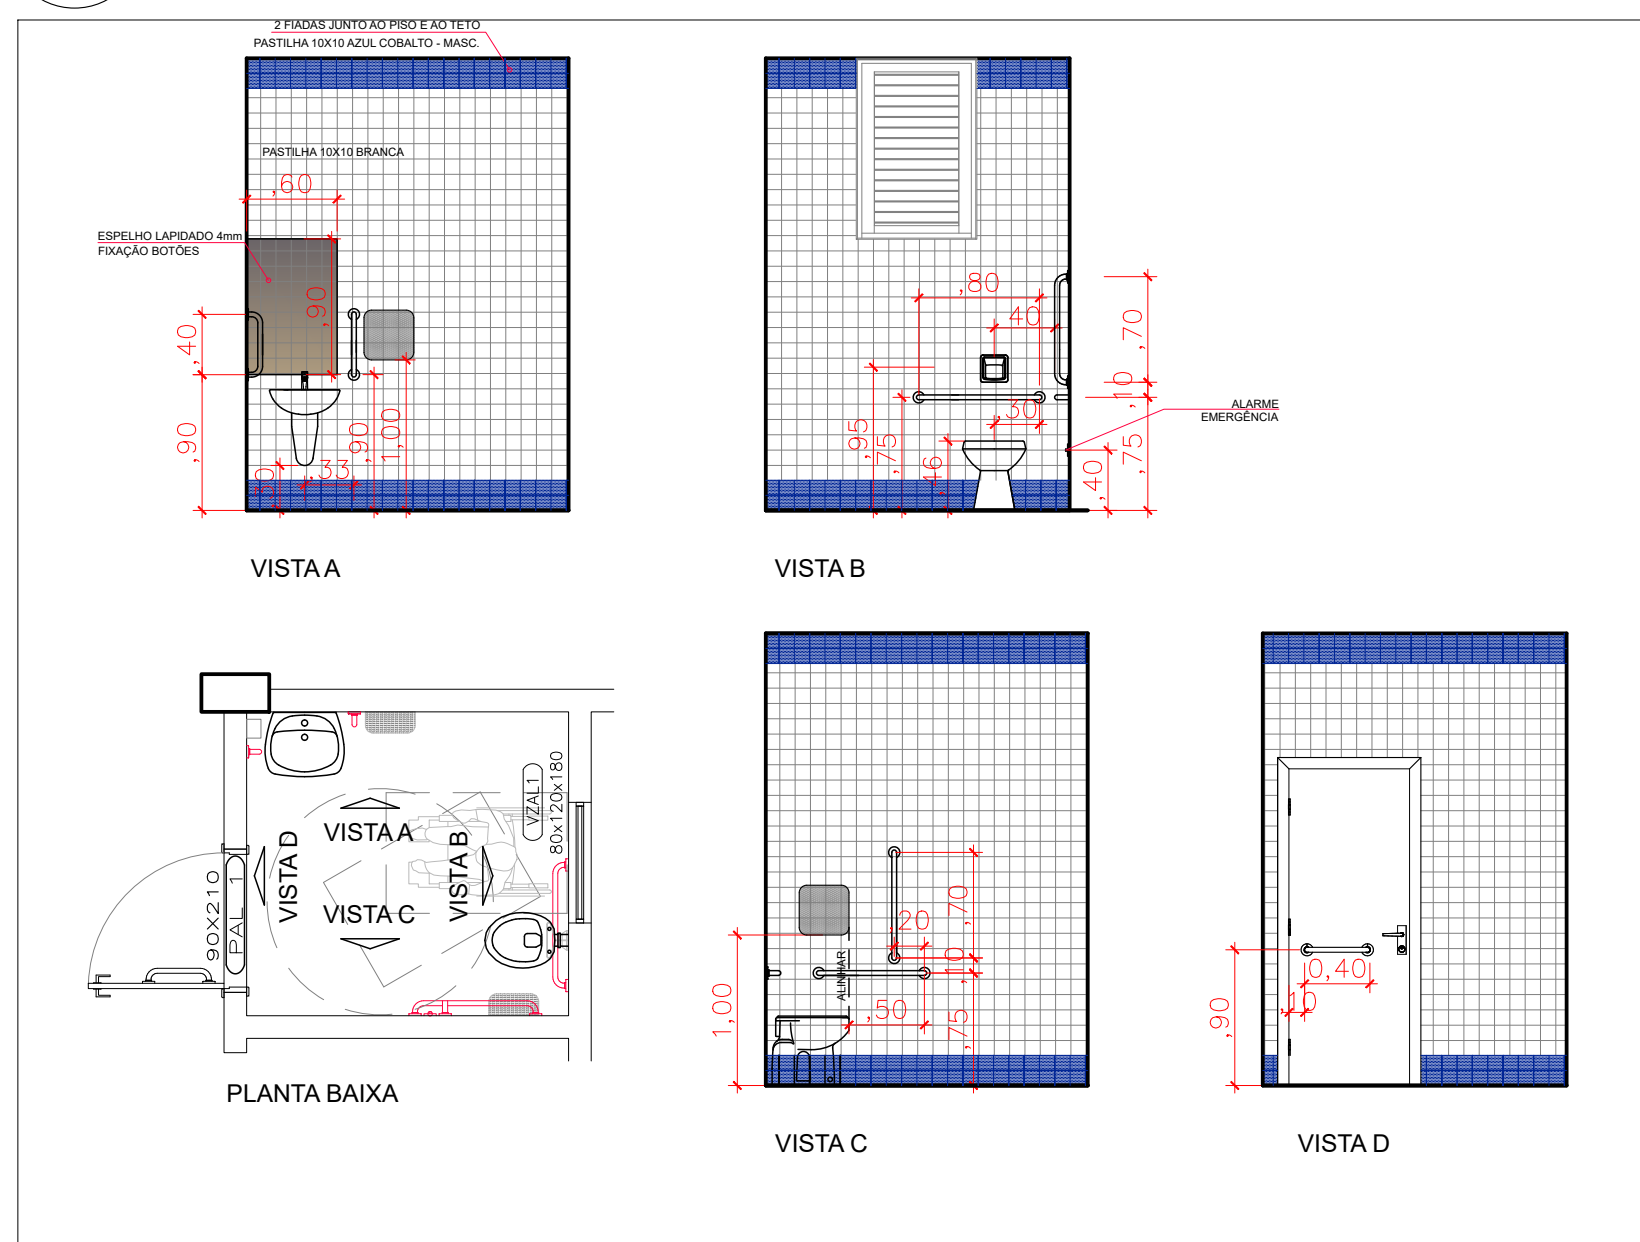 2 FIADAS JUNTO AO PISO E AO TETO
PASTILHA 10X10 AZUL COBALTO - MASC.
PASTILHA 10X10 BRANCA
,60
ESPELHO LAPIDADO 4mm
FIXAÇÃO BOTÕES
,90
,40
,90
,33
,90
1,00
VISTA A
,80
,40
,70
,10
,30
ALARME
EMERGÊNCIA
,95
,75
,46
,40
,75
VISTA B
VZAL1
80x120x180
VISTA A
VISTA D
VISTA B
VISTA C
90X210
PAL 1
PLANTA BAIXA
,70
,20
,10
ALINHAR
1,00
,50
,75
VISTA C
0,40
,10
,90
VISTA D